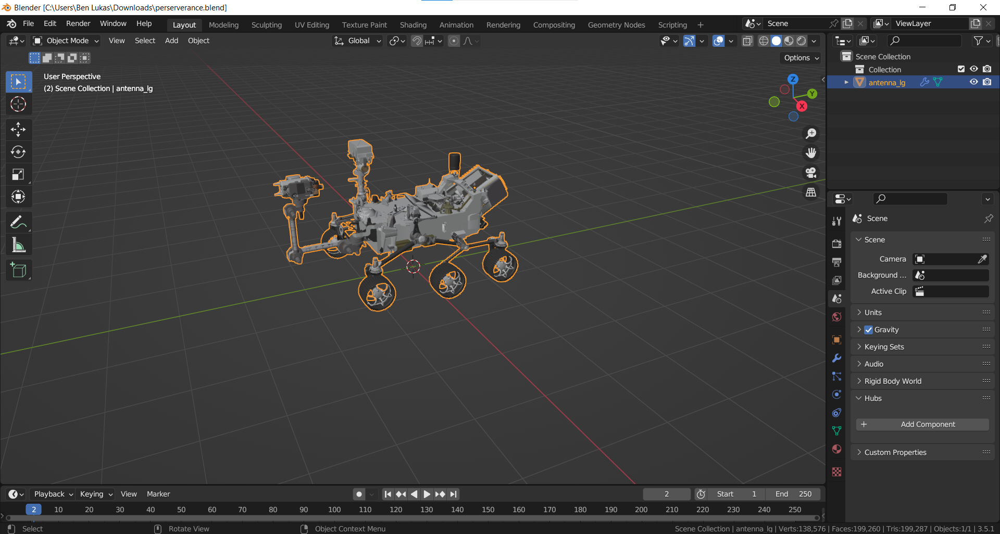 Blender [C:\Users\Ben Lukas\Downloads\perserverance.blend]
File Edit Render Window Help Layout Modeling Sculpting UV Editing Texture Paint Shading Animation Rendering Compositing Geometry Nodes Scripting + Scene ViewLayer
Object Mode View Select Add Object Global
Options
User Perspective
(2) Scene Collection | antenna_lg
Z
Y
X
Scene Collection
Collection
antenna_lg
Scene
Scene
Camera
Background ...
Active Clip
Units
Gravity
Keying Sets
Audio
Rigid Body World
Hubs
+ Add Component
Custom Properties
Playback Keying View Marker 2 Start 1 End 250
2 10 20 30 40 50 60 70 80 90 100 110 120 130 140 150 160 170 180 190 200 210 220 230 240 250
Select Rotate View Object Context Menu Scene Collection | antenna_lg | Verts:138,576 | Faces:199,260 | Tris:199,287 | Objects:1/1 | 3.5.1